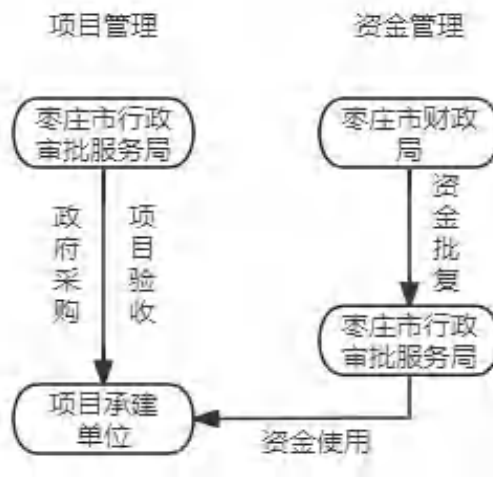 项目管理
资金管理
枣庄市行政
审批服务局
枣庄市财政
局
政府采购
项目验收
资金批复
枣庄市行政
审批服务局
项目承建
单位
资金使用